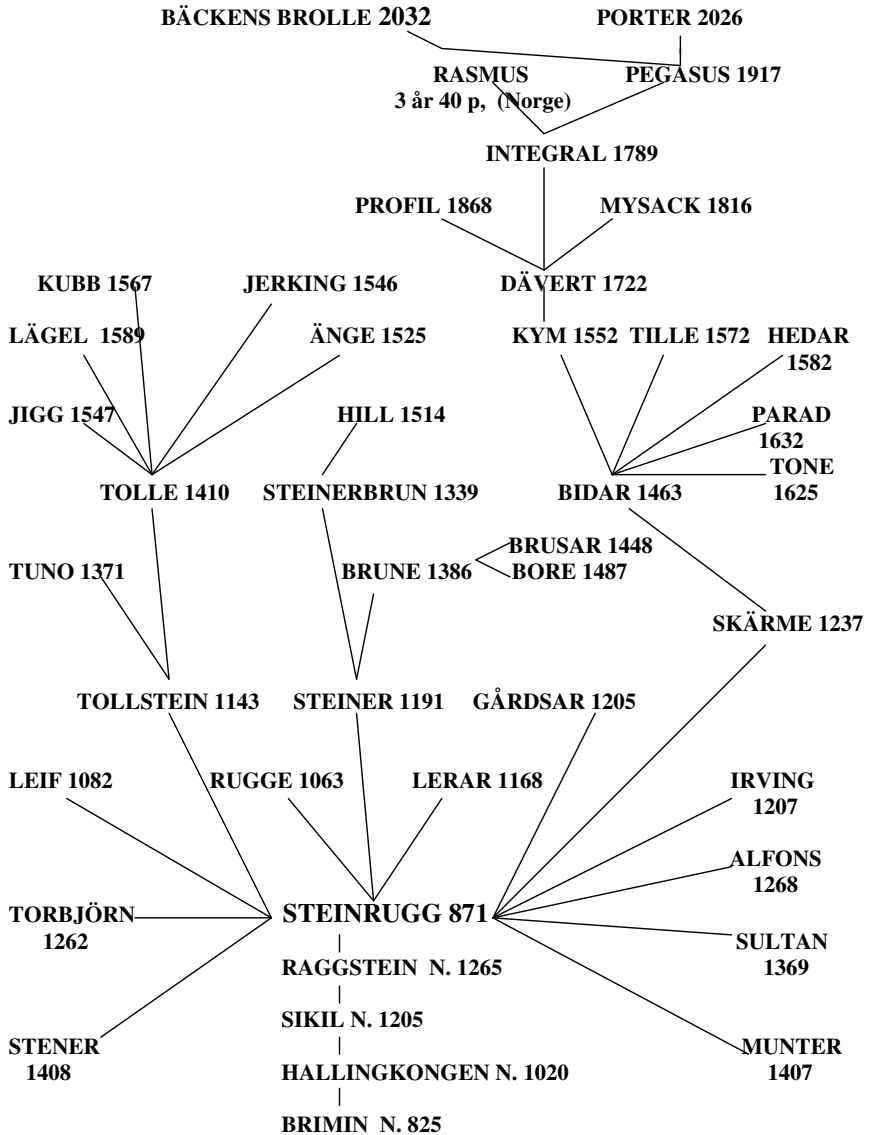 BÄCKENS BROLLE 2032 PORTER 2026
RASMUS PEGASUS 1917
3 år 40 p, (Norge)
INTEGRAL 1789
PROFIL 1868 MYSACK 1816
KUBB 1567 JERKING 1546 DÄVERT 1722
LÄGEL 1589 ÄNGE 1525 KYM 1552 TILLE 1572 HEDAR
1582
JIGG 1547 HILL 1514 PARAD
1632
TONE
TOLLE 1410 STEINERBRUN 1339 BIDAR 1463 1625
BRUSAR 1448
TUNO 1371 BRUNE 1386 BORE 1487
SKÄRME 1237
TOLLSTEIN 1143 STEINER 1191 GÅRDSAR 1205
LEIF 1082 RUGGE 1063 LERAR 1168 IRVING
1207
ALFONS
1268
TORBJÖRN STEINRUGG 871
1262
SULTAN
1369
RAGGSTEIN N. 1265
SIKIL N. 1205
STENER MUNTER
1408 1407
HALLINGKONGEN N. 1020
BRIMIN N. 825